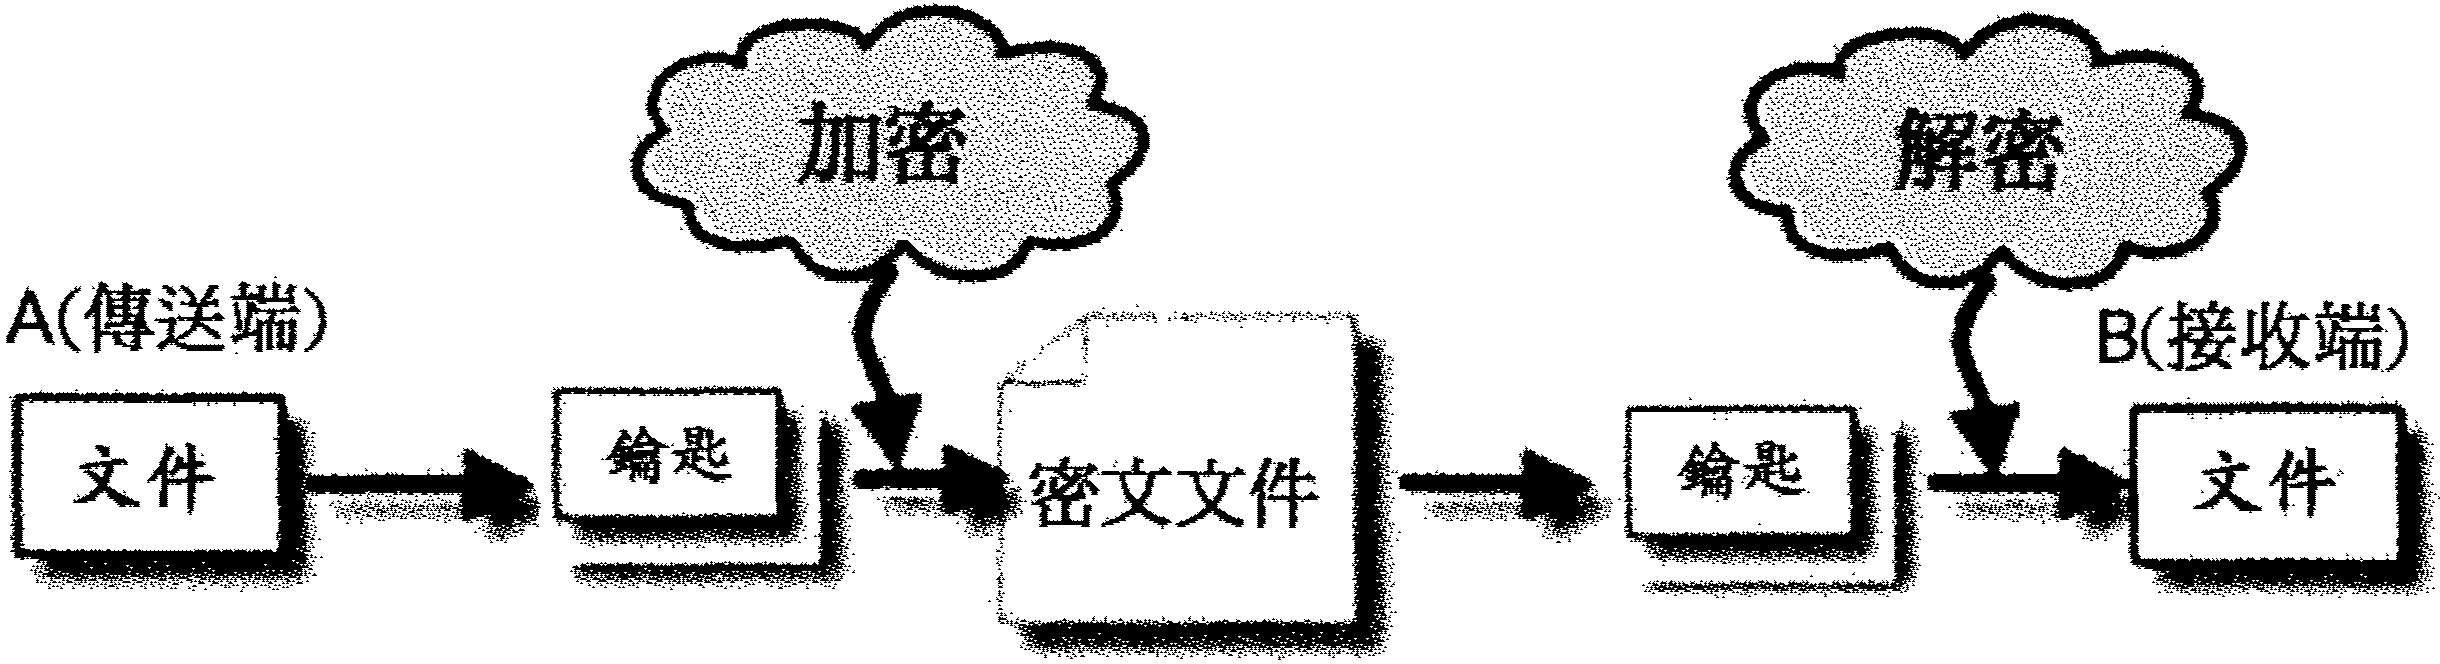 加密
解密
A(傳送端)
B(接收端)
文件
鑰匙
密文文件
鑰匙
文件